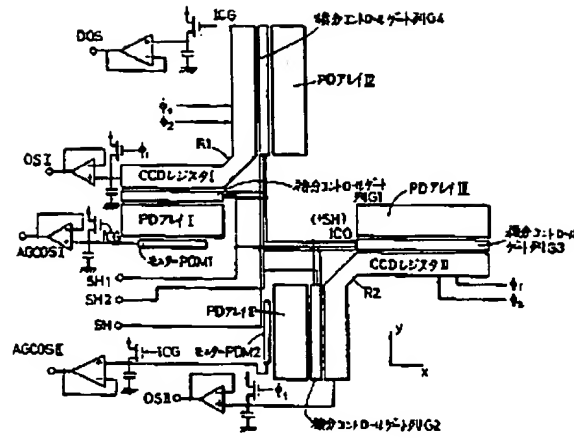 DOS
ICG
積分コントロールゲート列G4
PDアレイⅣ
φ₁
φ₂
R1
φ₁
OSⅠ
CCDレジスタⅠ
積分コントロールゲート
列G1
PDアレイⅢ
PDアレイⅠ
(*SH)
ICG
積分コントロール
ゲート列G3
AGCOSⅠ
ICG
モニターPDM1
CCDレジスタⅡ
SH1
SH2
SH
R2
φ₁
φ₂
PDアレイⅡ
AGCOSⅡ
ICG
モニターPDM2
y
x
OSⅡ
φ₁
積分コントロールゲート列G2